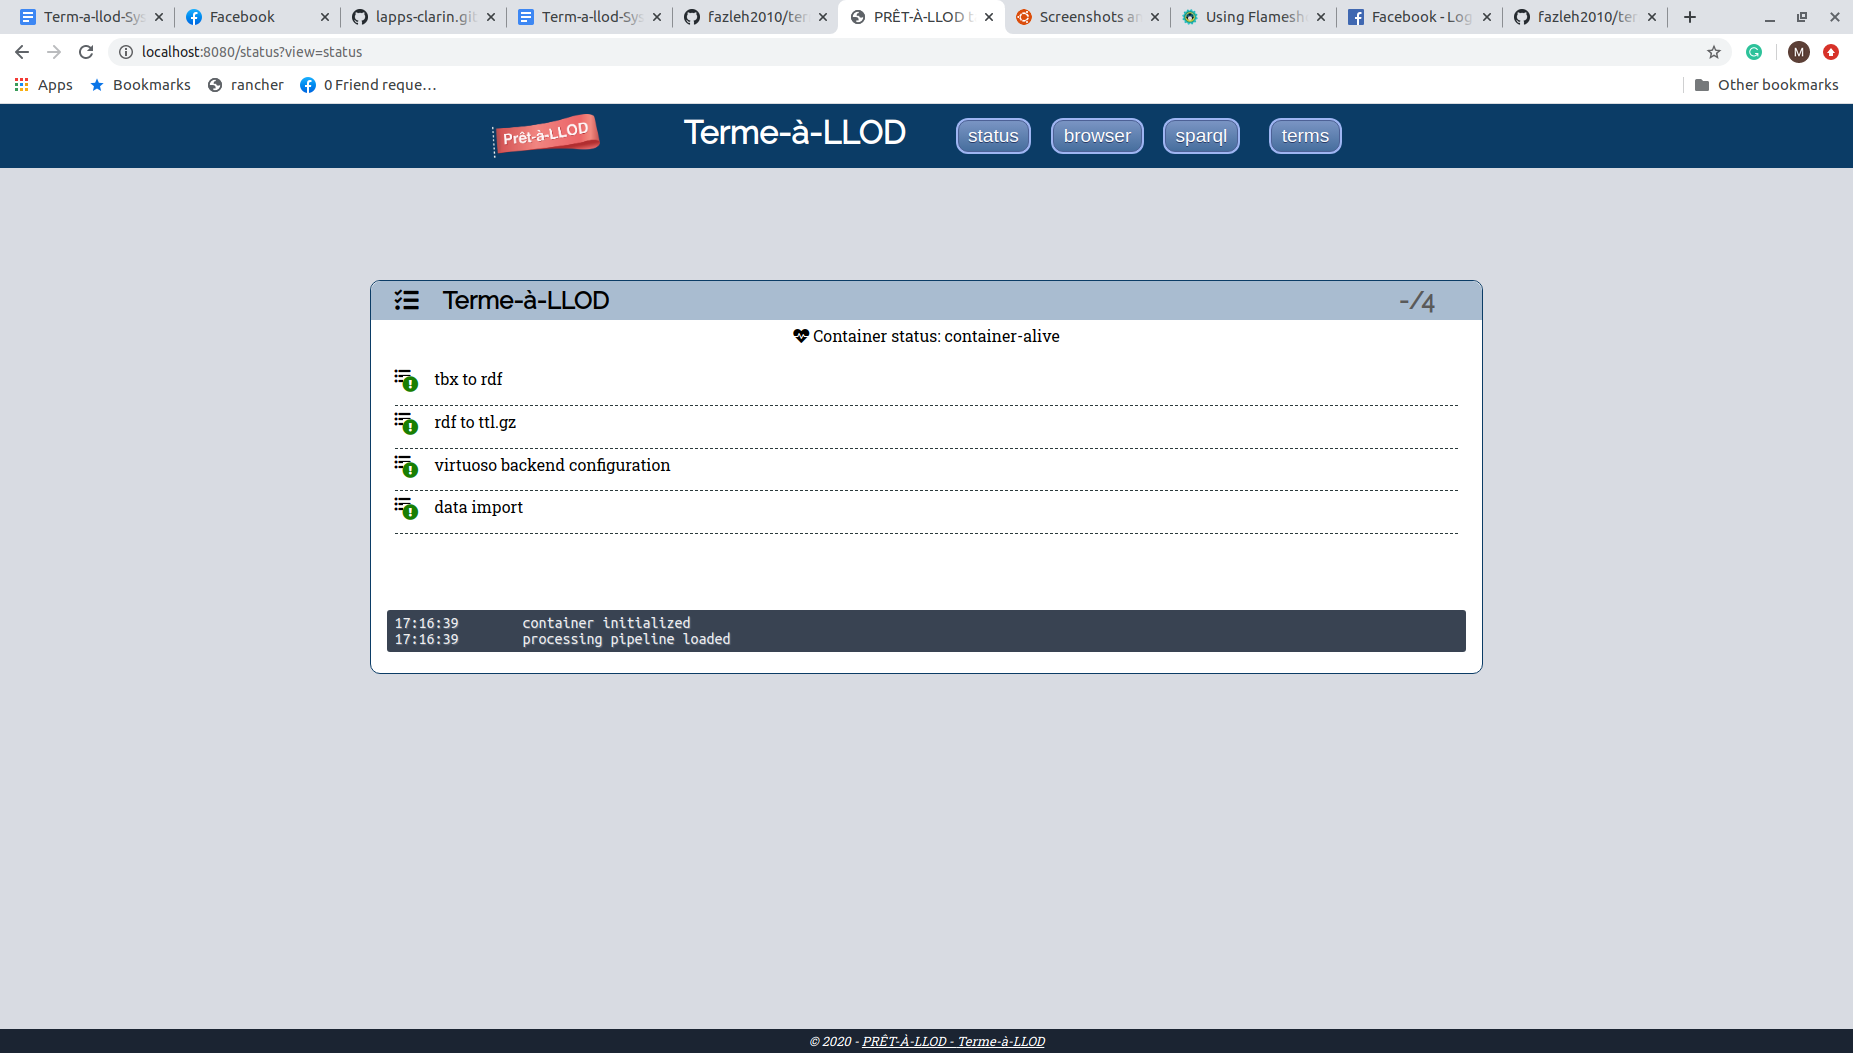 Term-a-llod-Sys
Facebook
lapps-clarin.git
Term-a-llod-Sys
fazleh2010/ter
PRÊT-À-LLOD t
Screenshots an
Using Flamesh
Facebook - Log
fazleh2010/ter
localhost:8080/status?view=status
M
Apps
Bookmarks
rancher
0 Friend reque...
Other bookmarks
Prêt-à-LLOD
Terme-à-LLOD
status
browser
sparql
terms
Terme-à-LLOD
-/4
Container status: container-alive
tbx to rdf
rdf to ttl.gz
virtuoso backend configuration
data import
17:16:39 container initialized
17:16:39 processing pipeline loaded
© 2020 - PRÊT-À-LLOD - Terme-à-LLOD